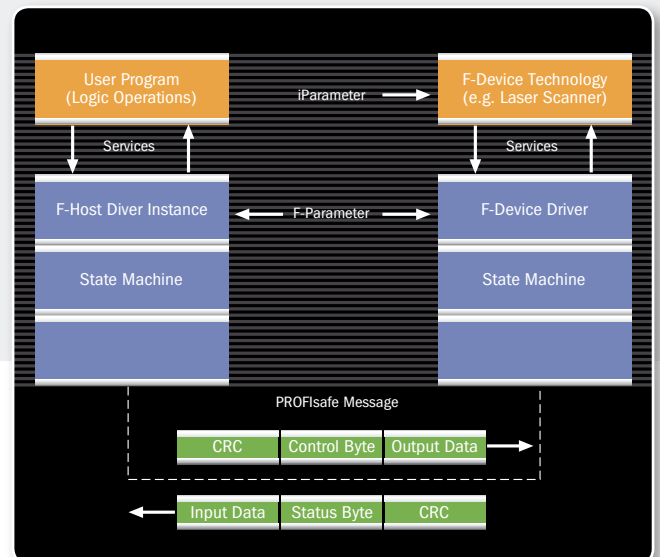 User Program
(Logic Operations)
iParameter
F-Device Technology
(e.g. Laser Scanner)
Services
Services
F-Host Diver Instance
F-Parameter
F-Device Driver
State Machine
State Machine
PROFIsafe Message
CRC
Control Byte
Output Data
Input Data
Status Byte
CRC